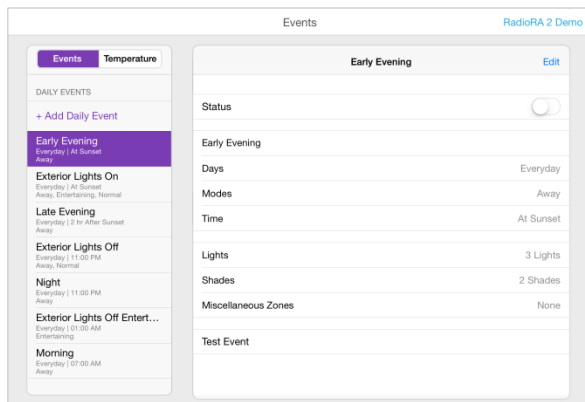 Events
RadioRA 2 Demo
Events
Temperature
DAILY EVENTS
+ Add Daily Event
Early Evening
Everyday | At Sunset
Away
Exterior Lights On
Everyday | At Sunset
Away, Entertaining, Normal
Late Evening
Everyday | 2 hr After Sunset
Away
Exterior Lights Off
Everyday | 11:00 PM
Away, Normal
Night
Everyday | 11:00 PM
Away
Exterior Lights Off Entert...
Everyday | 01:00 AM
Entertaining
Morning
Everyday | 07:00 AM
Away
Early Evening
Edit
Status
Early Evening
Days Everyday
Modes Away
Time At Sunset
Lights 3 Lights
Shades 2 Shades
Miscellaneous Zones None
Test Event